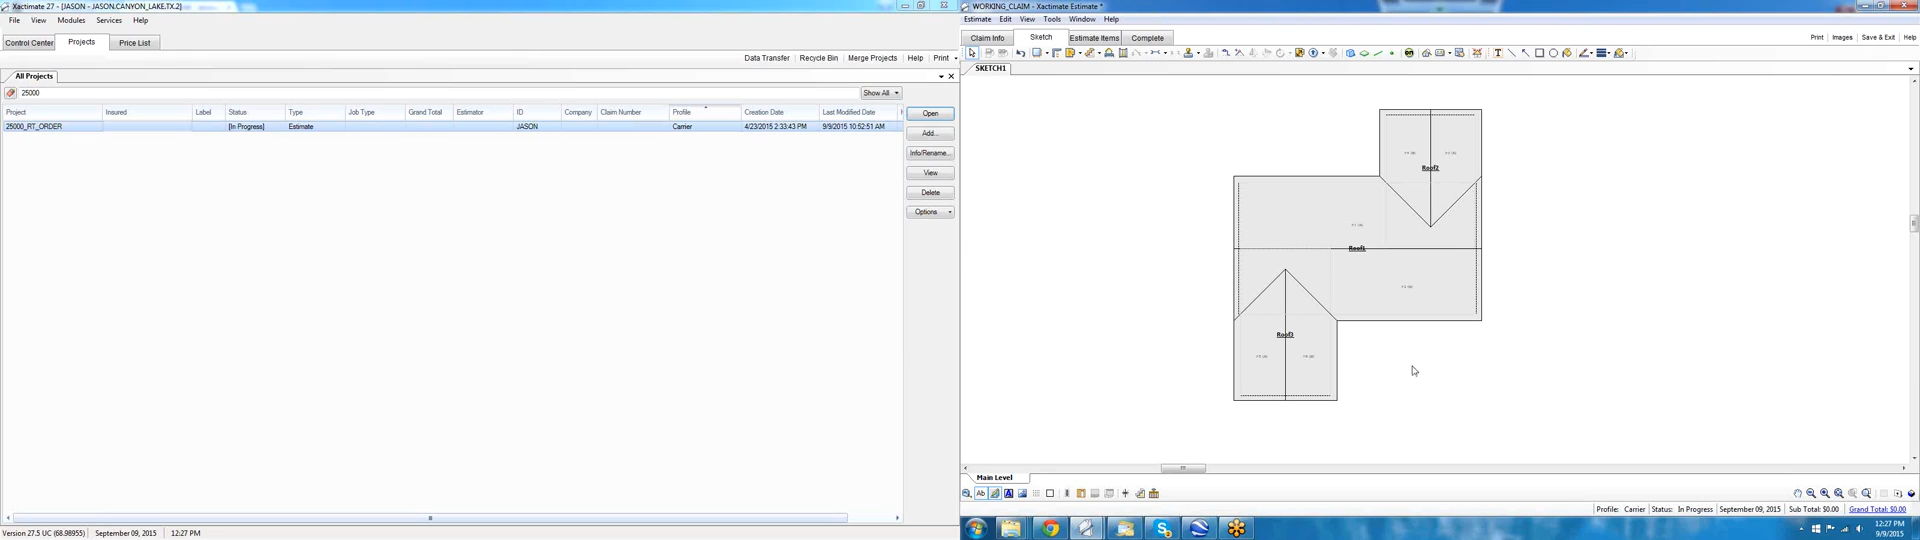 Xactimate 27 - [JASON - JASON.CANYON_LAKE.TX.2]
File View Modules Services Help
Control Center Projects Price List
Data Transfer Recycle Bin Merge Projects Help Print
All Projects
25000
Show All
Project Insured Label Status Type Job Type Grand Total Estimator ID Company Claim Number Profile Creation Date Last Modified Date
25000_RT_ORDER [In Progress] Estimate JASON Carrier 4/23/2015 2:33:43 PM 9/9/2015 10:52:51 AM
Open
Add...
Info/Rename...
View
Delete
Options
Version 27.5 UC (68.98955) September 09, 2015 12:27 PM
WORKING_CLAIM - Xactimate Estimate *
Estimate Edit View Tools Window Help
Claim Info Sketch Estimate Items Complete
Print Images Save & Exit Help
SKETCH1
Roof2
Roof1
Roof3
Main Level
Ab
Profile: Carrier Status: In Progress September 09, 2015 Sub Total: $0.00 Grand Total: $0.00
12:27 PM
9/9/2015